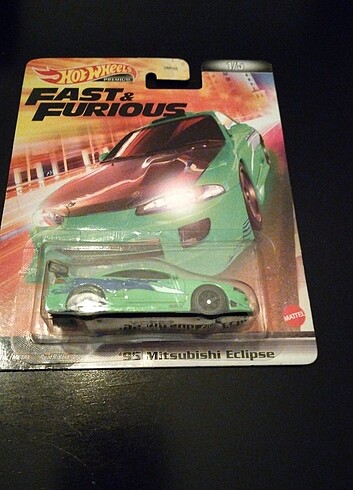 HOT WHEELS
PREMIUM
1/5
FAST &
FURIOUS
MATTEL
'95 Mitsubishi Eclipse